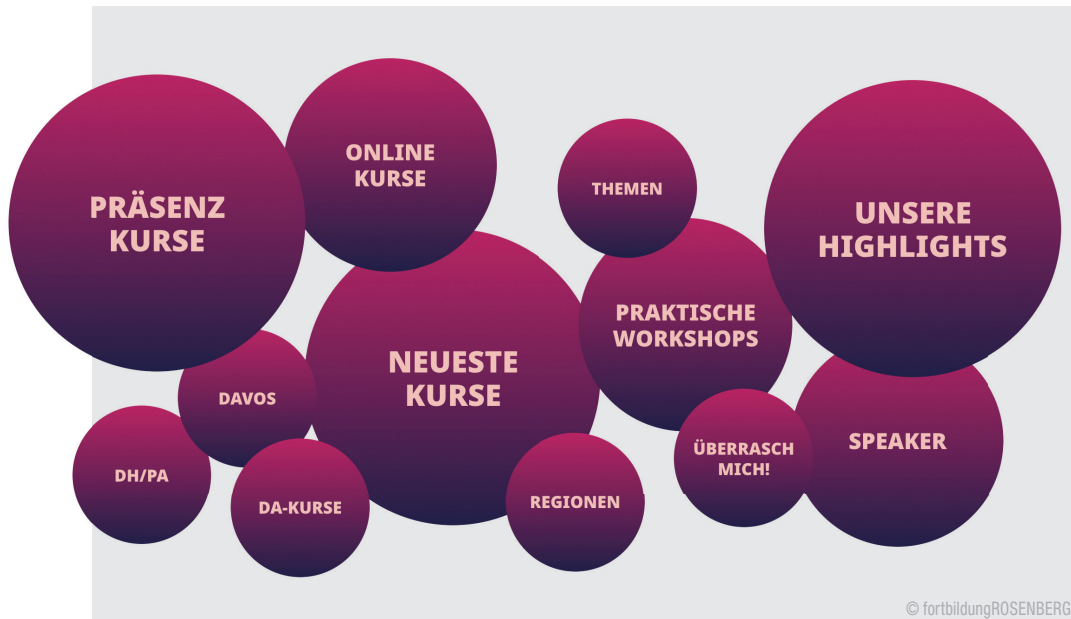 PRÄSENZ
KURSE
ONLINE
KURSE
THEMEN
UNSERE
HIGHLIGHTS
PRAKTISCHE
WORKSHOPS
NEUESTE
KURSE
DAVOS
DH/PA
DA-KURSE
REGIONEN
ÜBERRASCH
MICH!
SPEAKER
© fortbildungROSENBERG